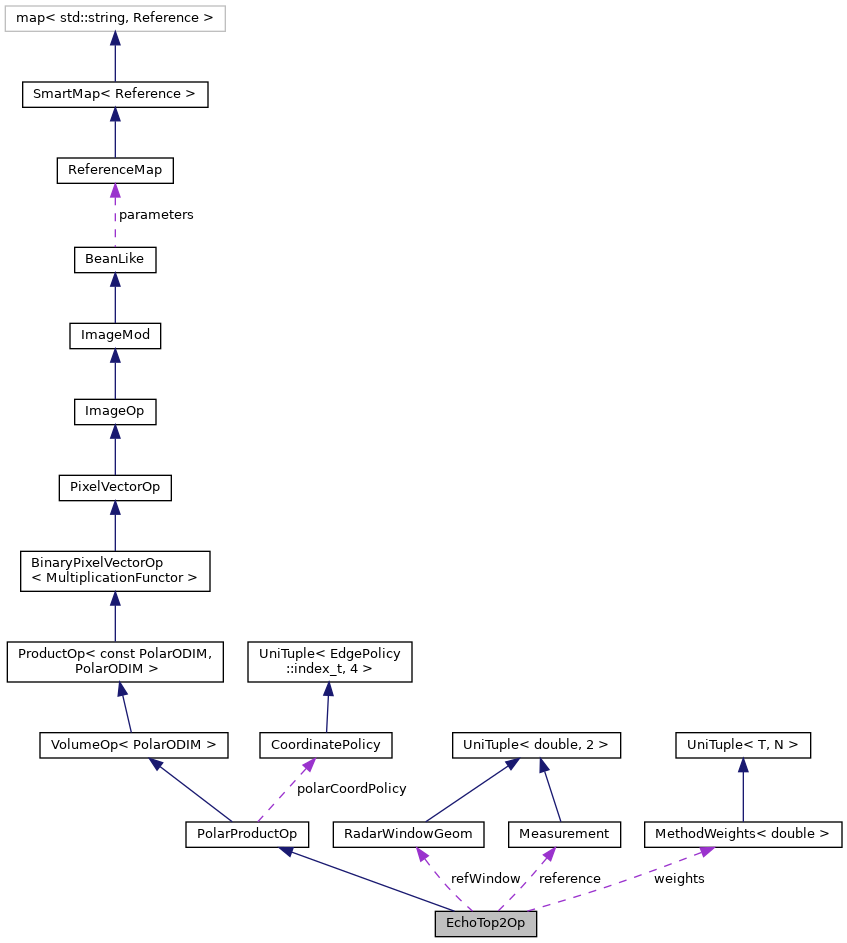 map< std::string, Reference >
SmartMap< Reference >
ReferenceMap
parameters
BeanLike
ImageMod
ImageOp
PixelVectorOp
BinaryPixelVectorOp
< MultiplicationFunctor >
ProductOp< const PolarODIM,
PolarODIM >
UniTuple< EdgePolicy
::index_t, 4 >
VolumeOp< PolarODIM >
CoordinatePolicy
UniTuple< double, 2 >
UniTuple< T, N >
polarCoordPolicy
PolarProductOp
RadarWindowGeom
Measurement
MethodWeights< double >
refWindow
reference
weights
EchoTop2Op